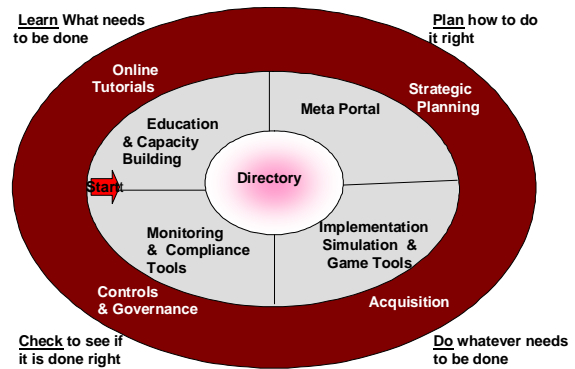 Learn What needs
to be done
Plan how to do
it right
Online
Tutorials
Strategic
Planning
Meta Portal
Education
& Capacity
Building
Directory
Start
Monitoring
& Compliance
Tools
Implementation
Simulation &
Game Tools
Controls
& Governance
Acquisition
Check to see if
it is done right
Do whatever needs
to be done